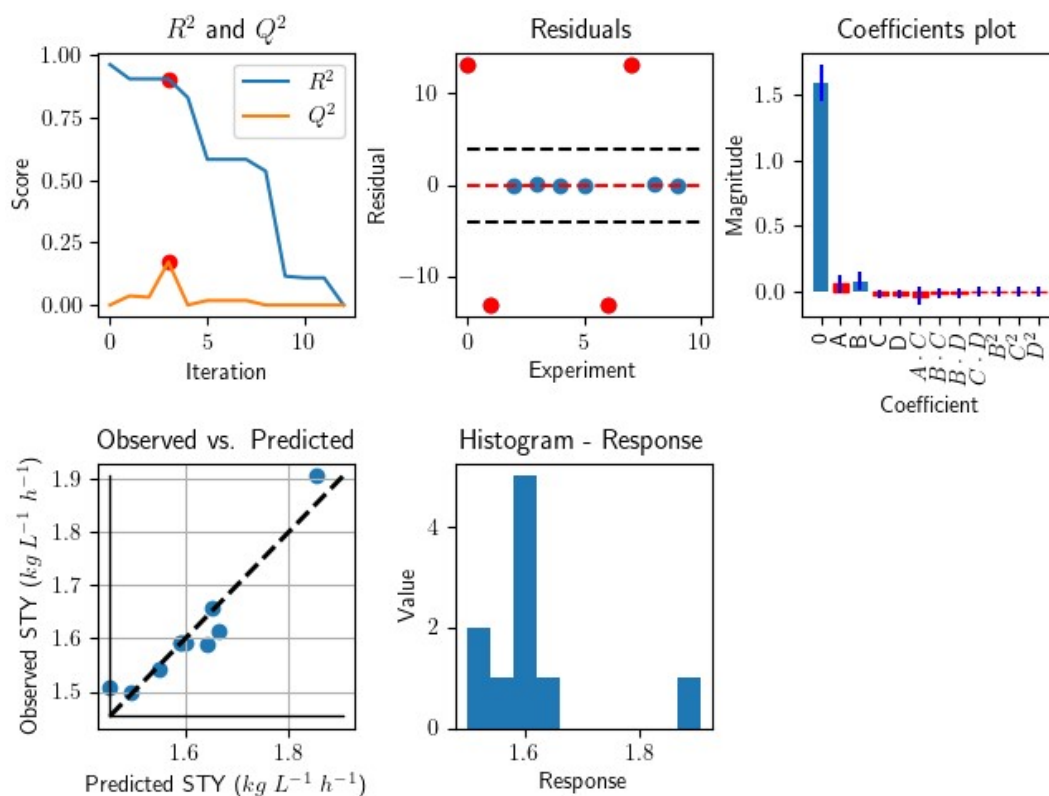 R² and Q²
1.00
0.75
0.50
0.25
0.00
Score
R²
Q²
0
5
10
Iteration
Residuals
10
0
−10
Residual
0
5
10
Experiment
Coefficients plot
1.5
1.0
0.5
0.0
Magnitude
0
A
B
C
D
A · C
B · C
B · D
C · D
B²
C²
D²
Coefficient
Observed vs. Predicted
1.9
1.8
1.7
1.6
1.5
Observed STY (kg L⁻¹ h⁻¹)
1.6
1.8
Predicted STY (kg L⁻¹ h⁻¹)
Histogram - Response
4
2
0
Value
1.6
1.8
Response